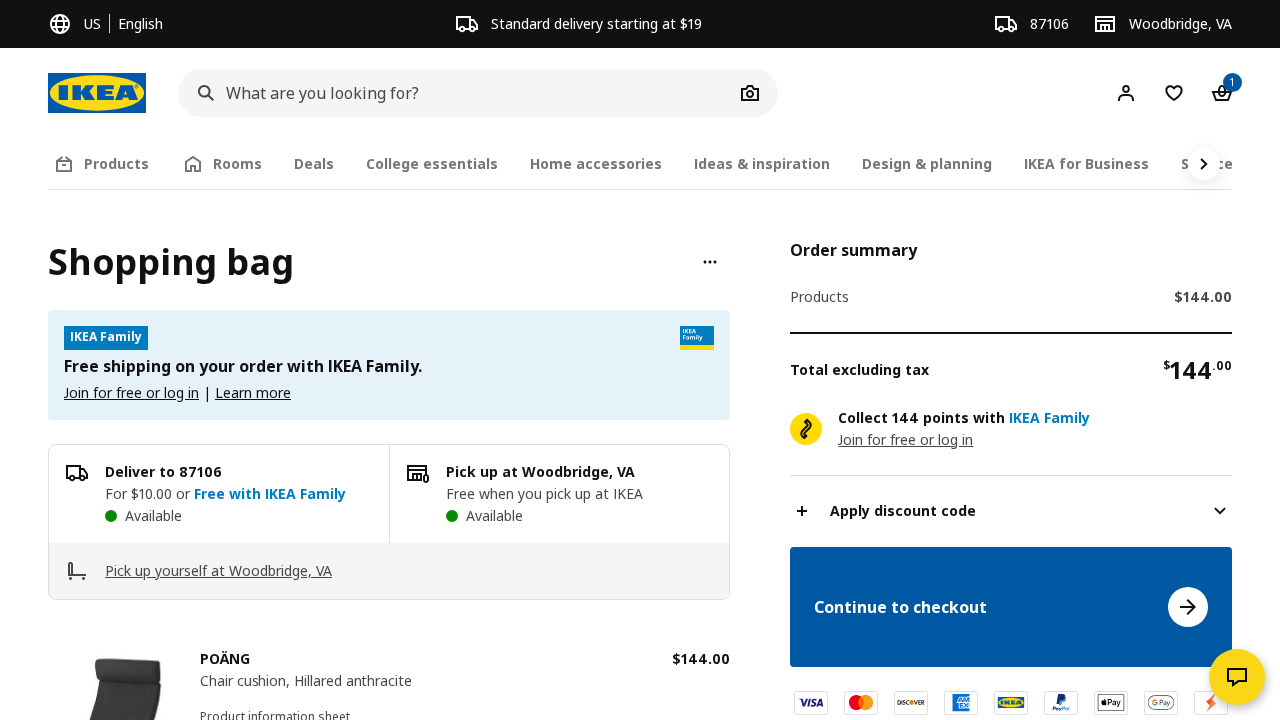 US | English
Standard delivery starting at $19
87106
Woodbridge, VA
IKEA
What are you looking for?
1
Products
Rooms
Deals
College essentials
Home accessories
Ideas & inspiration
Design & planning
IKEA for Business
Shopping bag
IKEA Family
IKEA
Family
Free shipping on your order with IKEA Family.
Join for free or log in | Learn more
Deliver to 87106
For $10.00 or Free with IKEA Family
Available
Pick up at Woodbridge, VA
Free when you pick up at IKEA
Available
Pick up yourself at Woodbridge, VA
POÄNG
$144.00
Chair cushion, Hillared anthracite
Product information sheet
Order summary
Products
$144.00
Total excluding tax
$144.00
Collect 144 points with IKEA Family
Join for free or log in
Apply discount code
Continue to checkout
VISA
DISCOVER
AMEX
IKEA
PayPal
Pay
G Pay